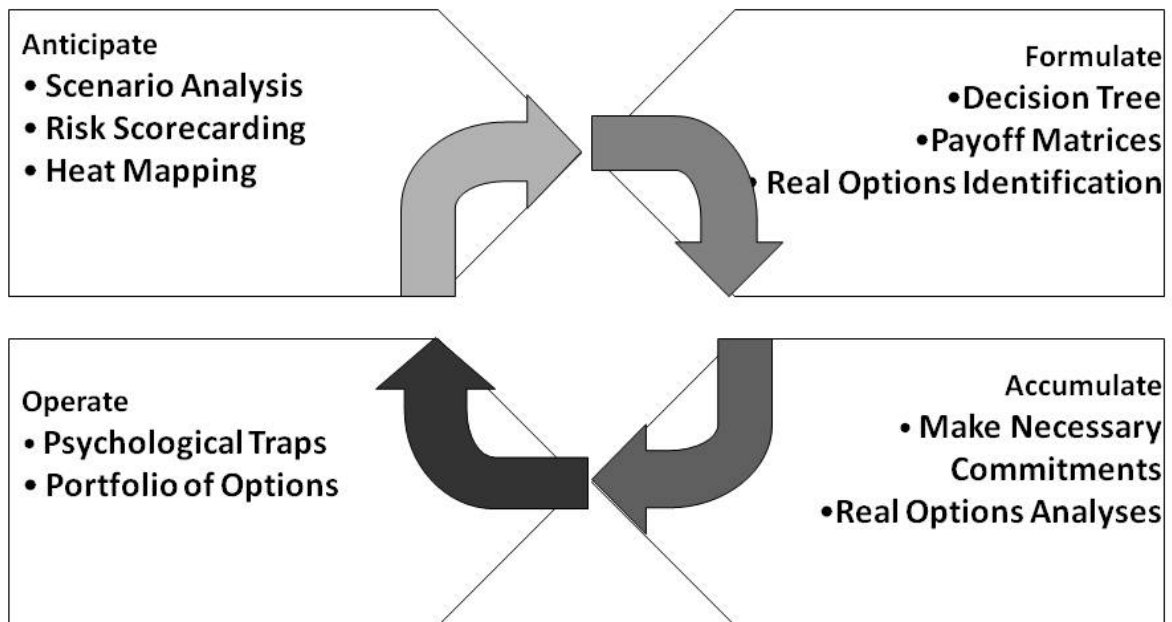 Anticipate
• Scenario Analysis
• Risk Scorecarding
• Heat Mapping
Formulate
•Decision Tree
•Payoff Matrices
• Real Options Identification
Operate
• Psychological Traps
• Portfolio of Options
Accumulate
• Make Necessary
Commitments
•Real Options Analyses